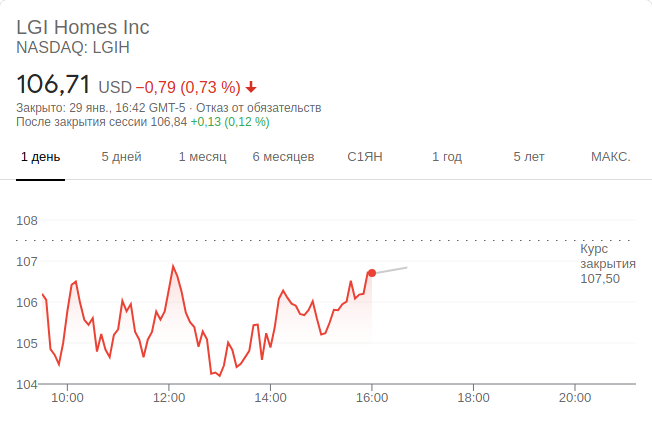 LGI Homes Inc
NASDAQ: LGIH
106,71 USD −0,79 (0,73 %)
Закрыто: 29 янв., 16:42 GMT-5 · Отказ от обязательств
После закрытия сессии 106,84 +0,13 (0,12 %)
1 день 5 дней 1 месяц 6 месяцев С1ЯН 1 год 5 лет МАКС.
108
Курс
закрытия
107,50
107
106
105
104
10:00 12:00 14:00 16:00 18:00 20:00